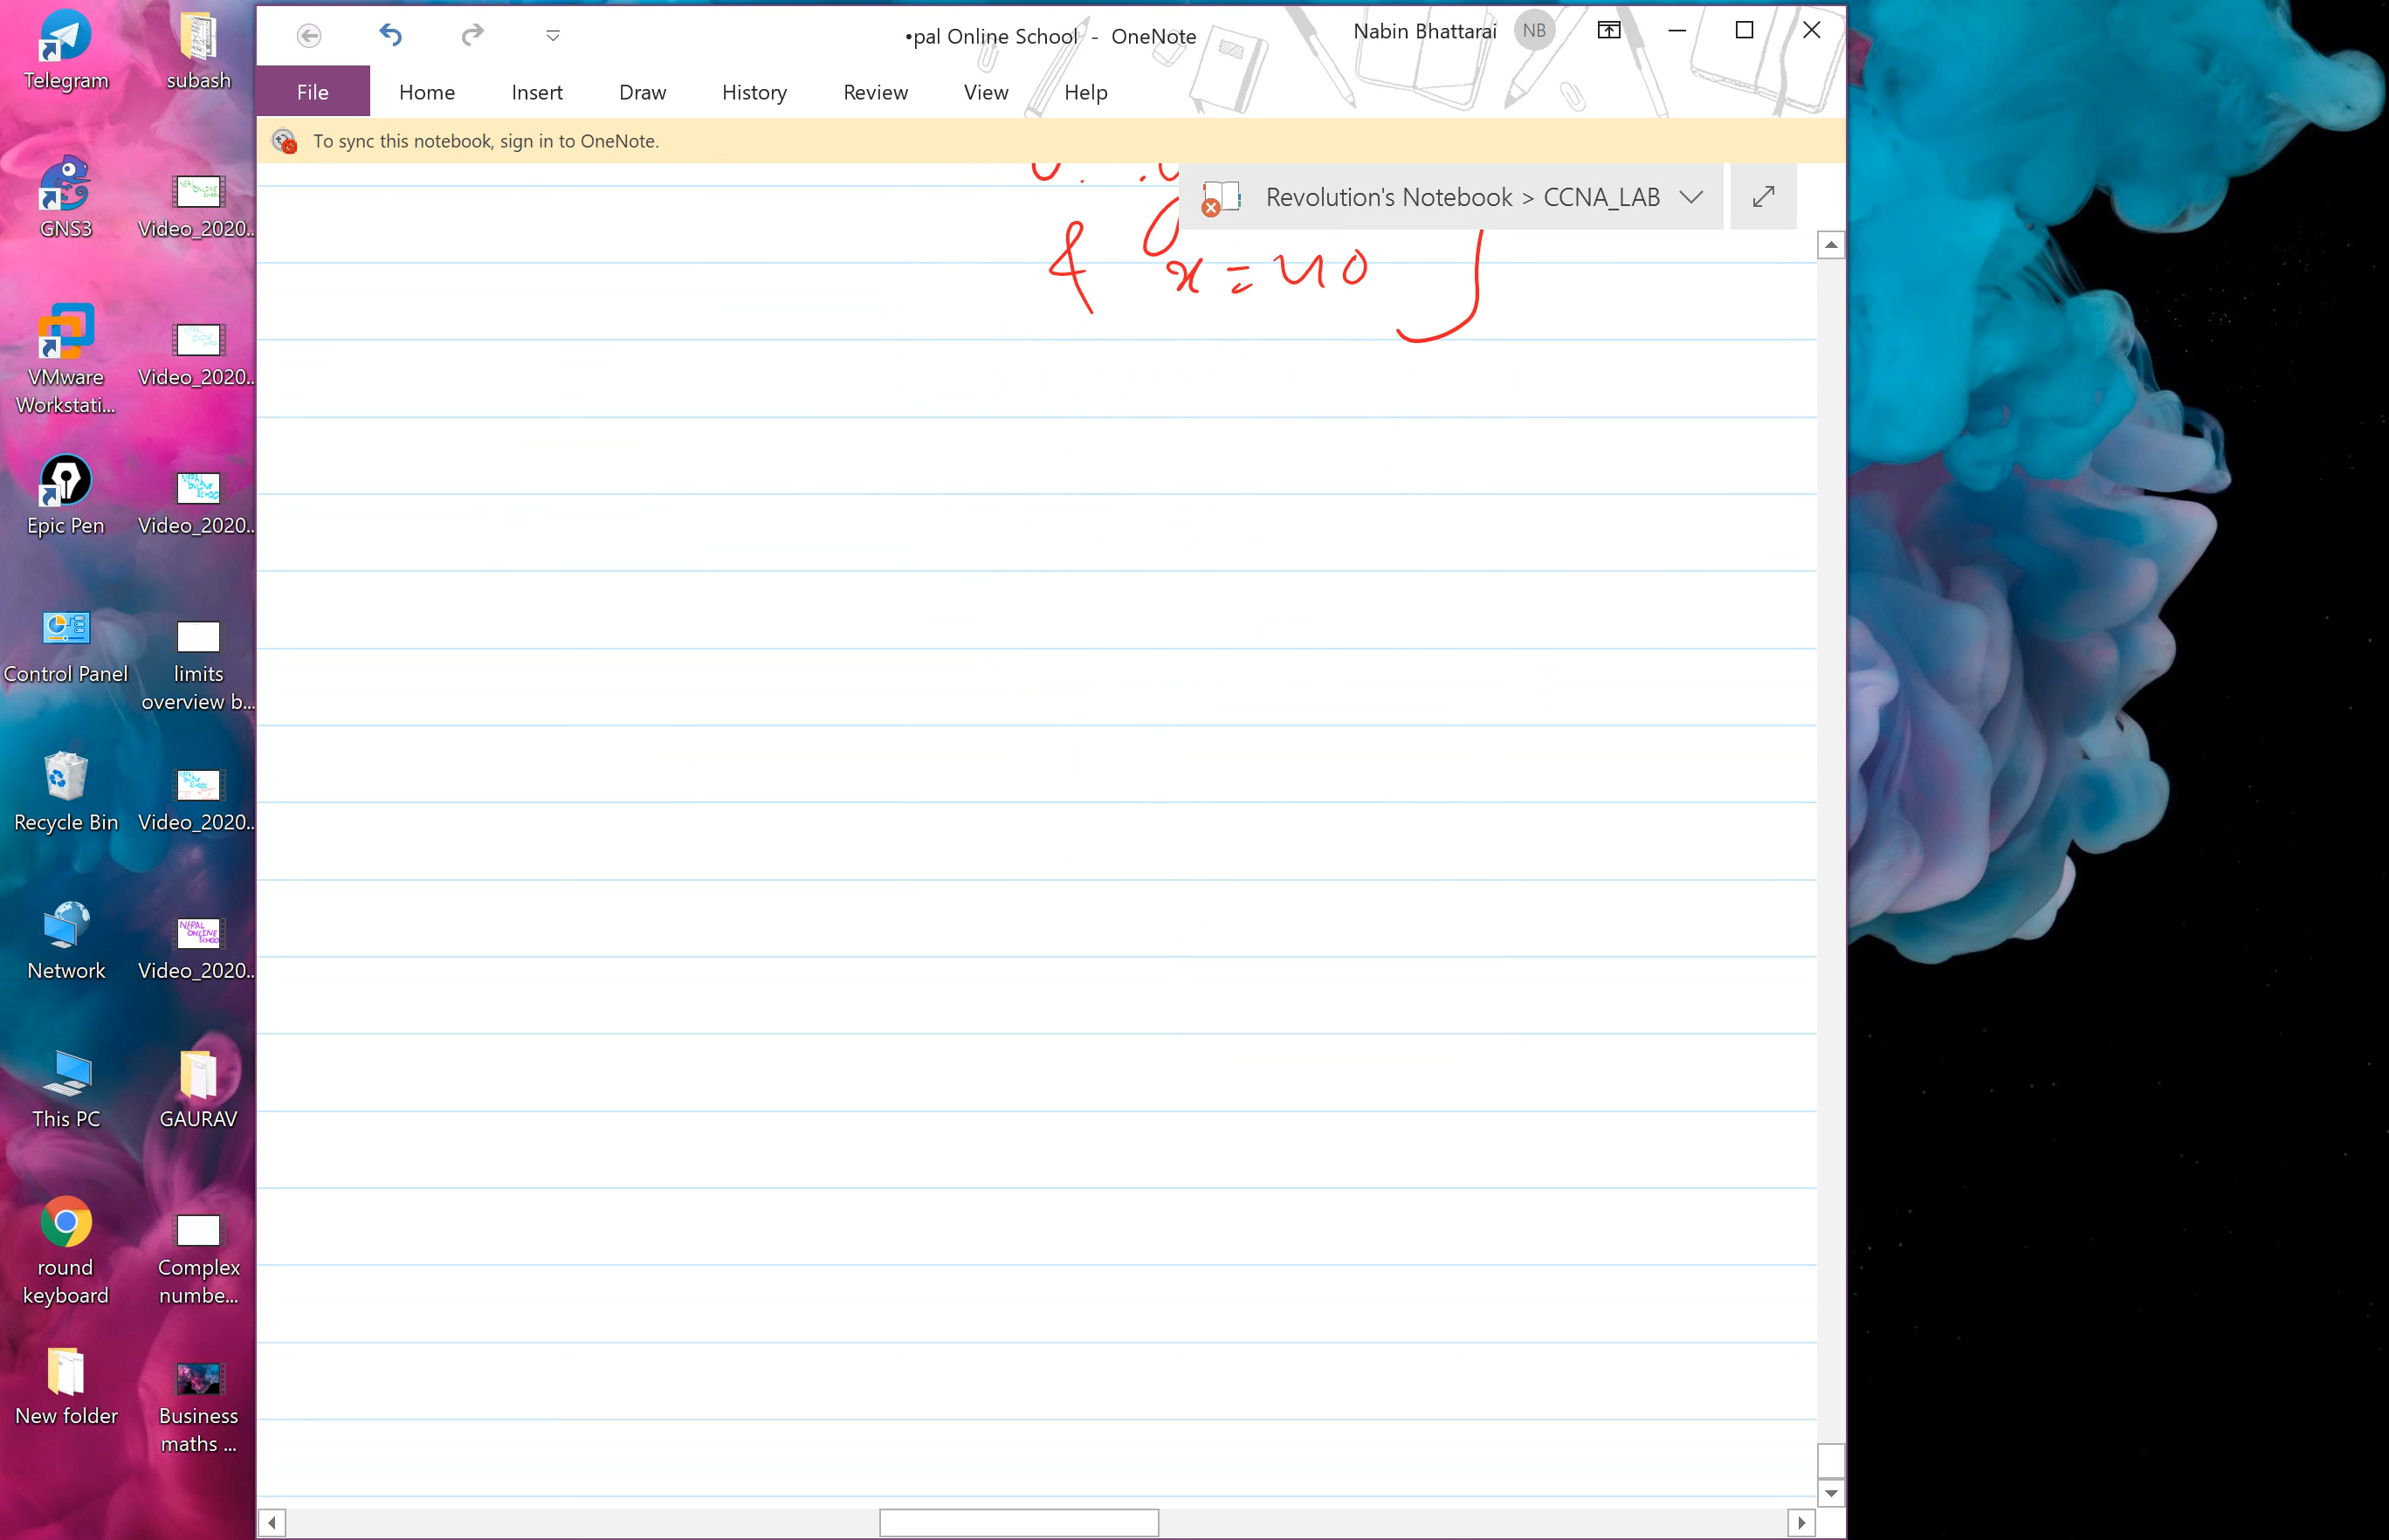 •pal Online School - OneNote
Nabin Bhattarai
NB
File
Home
Insert
Draw
History
Review
View
Help
To sync this notebook, sign in to OneNote.
Revolution's Notebook > CCNA_LAB
& x = 40
Telegram
subash
GNS3
Video_2020...
VMware
Workstati...
Video_2020...
Epic Pen
Video_2020...
Control Panel
limits
overview b...
Recycle Bin
Video_2020...
Network
NEPAL
ONLINE
SCHOO
Video_2020...
This PC
GAURAV
round
keyboard
Complex
numbe...
New folder
Business
maths ...